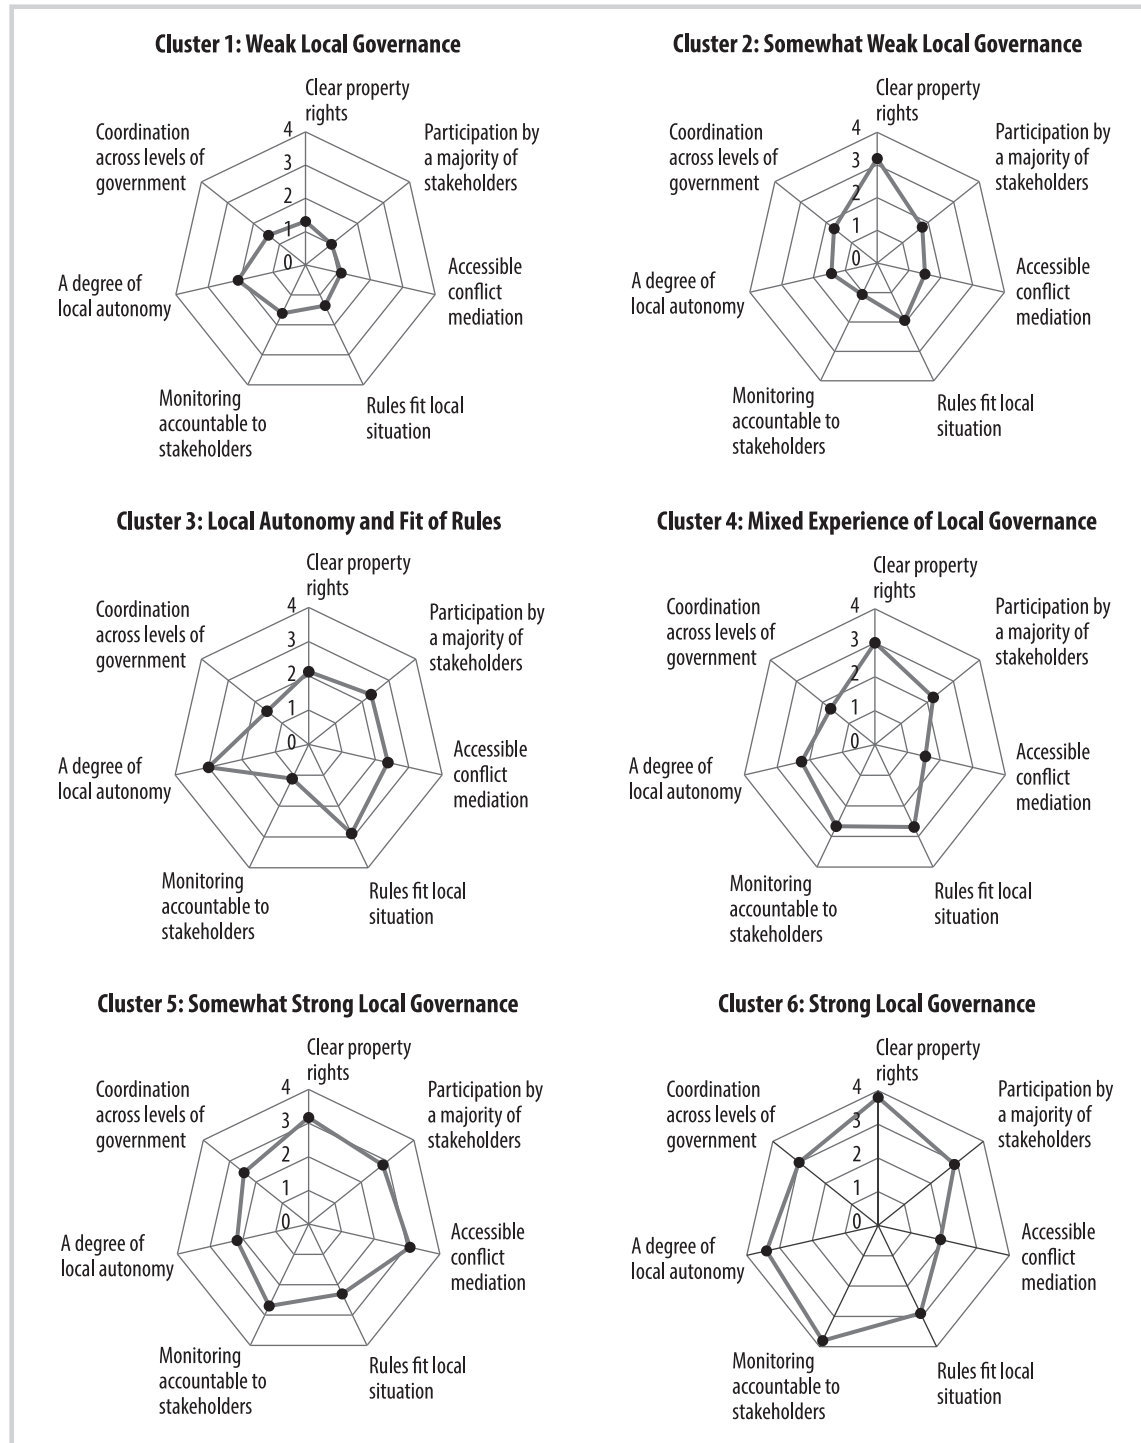 Cluster 1: Weak Local Governance
Clear property
rights
Participation by
a majority of
stakeholders
Accessible
conflict
mediation
Rules fit local
situation
Monitoring
accountable to
stakeholders
A degree of
local autonomy
Coordination
across levels of
government
4
3
2
1
0
Cluster 2: Somewhat Weak Local Governance
Clear property
rights
Participation by
a majority of
stakeholders
Accessible
conflict
mediation
Rules fit local
situation
Monitoring
accountable to
stakeholders
A degree of
local autonomy
Coordination
across levels of
government
4
3
2
1
0
Cluster 3: Local Autonomy and Fit of Rules
Clear property
rights
Participation by
a majority of
stakeholders
Accessible
conflict
mediation
Rules fit local
situation
Monitoring
accountable to
stakeholders
A degree of
local autonomy
Coordination
across levels of
government
4
3
2
1
0
Cluster 4: Mixed Experience of Local Governance
Clear property
rights
Participation by
a majority of
stakeholders
Accessible
conflict
mediation
Rules fit local
situation
Monitoring
accountable to
stakeholders
A degree of
local autonomy
Coordination
across levels of
government
4
3
2
1
0
Cluster 5: Somewhat Strong Local Governance
Clear property
rights
Participation by
a majority of
stakeholders
Accessible
conflict
mediation
Rules fit local
situation
Monitoring
accountable to
stakeholders
A degree of
local autonomy
Coordination
across levels of
government
4
3
2
1
0
Cluster 6: Strong Local Governance
Clear property
rights
Participation by
a majority of
stakeholders
Accessible
conflict
mediation
Rules fit local
situation
Monitoring
accountable to
stakeholders
A degree of
local autonomy
Coordination
across levels of
government
4
3
2
1
0